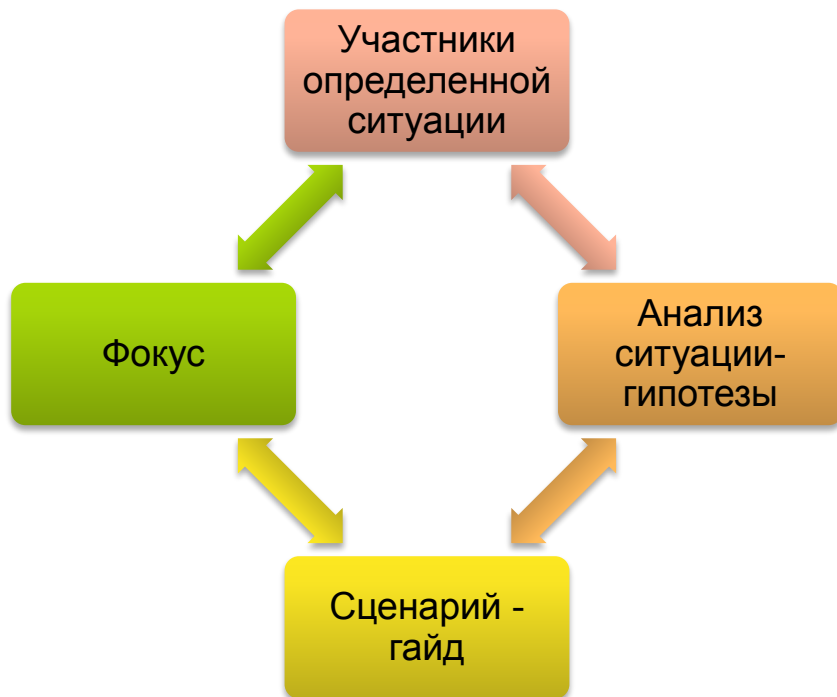 Участники
определенной
ситуации
Фокус
Анализ
ситуации-
гипотезы
Сценарий -
гайд